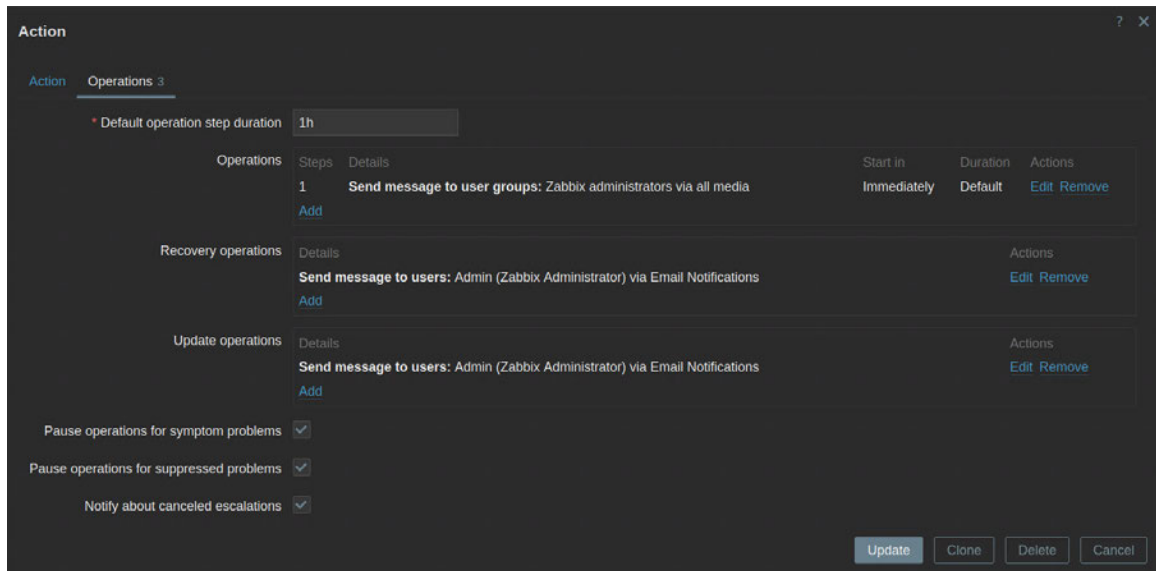 ? ×
Action
Action Operations 3
* Default operation step duration 1h
Operations Steps Details Start in Duration Actions
1 Send message to user groups: Zabbix administrators via all media Immediately Default Edit Remove
Add
Recovery operations Details Actions
Send message to users: Admin (Zabbix Administrator) via Email Notifications Edit Remove
Add
Update operations Details Actions
Send message to users: Admin (Zabbix Administrator) via Email Notifications Edit Remove
Add
Pause operations for symptom problems
Pause operations for suppressed problems
Notify about canceled escalations
Update Clone Delete Cancel